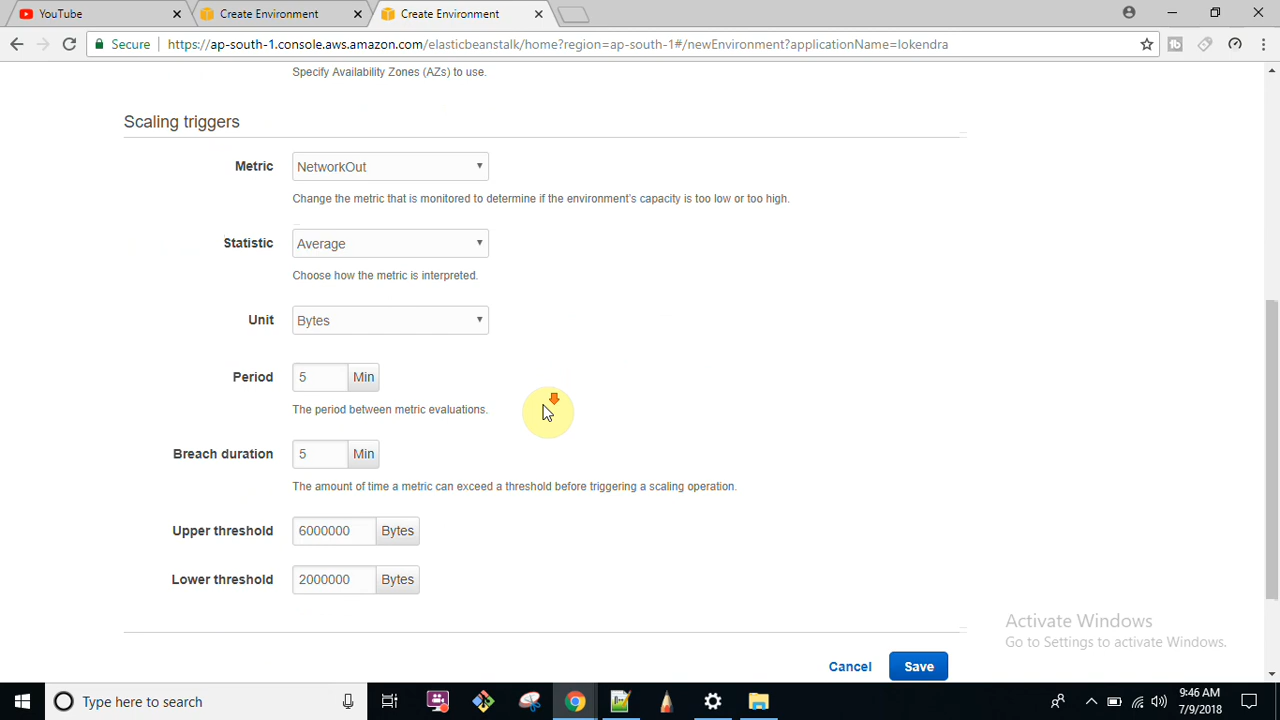 YouTube
Create Environment
Create Environment
Secure
https://ap-south-1.console.aws.amazon.com/elasticbeanstalk/home?region=ap-south-1#/newEnvironment?applicationName=lokendra
Specify Availability Zones (AZs) to use.
Scaling triggers
Metric NetworkOut
Change the metric that is monitored to determine if the environment's capacity is too low or too high.
Statistic Average
Choose how the metric is interpreted.
Unit Bytes
Period 5 Min
The period between metric evaluations.
Breach duration 5 Min
The amount of time a metric can exceed a threshold before triggering a scaling operation.
Upper threshold 6000000 Bytes
Lower threshold 2000000 Bytes
Activate Windows
Go to Settings to activate Windows.
Cancel Save
Type here to search
9:46 AM
7/9/2018